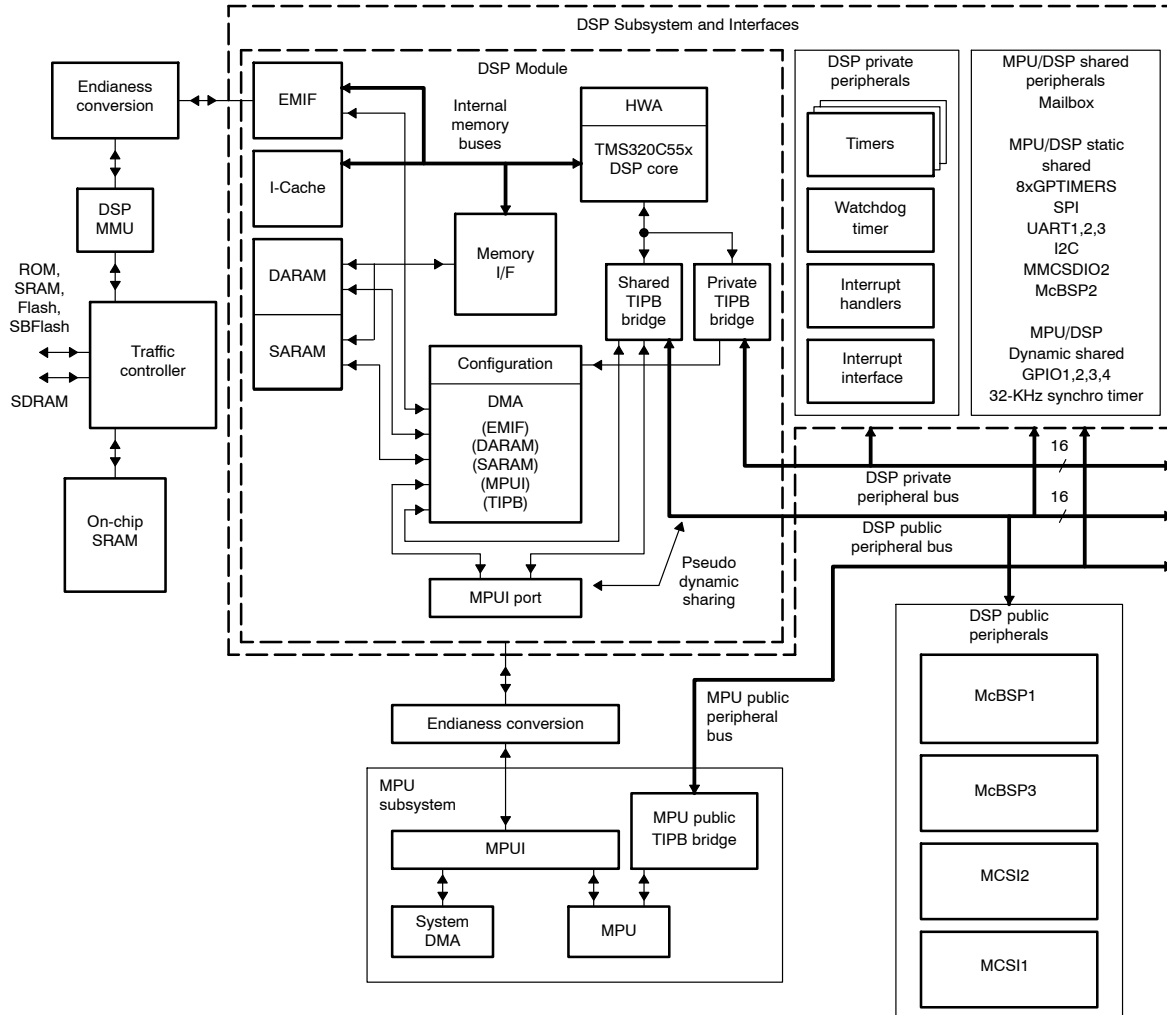 DSP Subsystem and Interfaces
DSP Module
Endianess
conversion
DSP
MMU
ROM,
SRAM,
Flash,
SBFlash
SDRAM
Traffic
controller
On-chip
SRAM
EMIF
I-Cache
DARAM
SARAM
Internal
memory
buses
HWA
TMS320C55x
DSP core
Memory
I/F
Shared
TIPB
bridge
Private
TIPB
bridge
Configuration
DMA
(EMIF)
(DARAM)
(SARAM)
(MPUI)
(TIPB)
MPUI port
Pseudo
dynamic
sharing
DSP private
peripherals
Timers
Watchdog
timer
Interrupt
handlers
Interrupt
interface
MPU/DSP shared
peripherals
Mailbox
MPU/DSP static
shared
8xGPTIMERS
SPI
UART1,2,3
I2C
MMCSDIO2
McBSP2
MPU/DSP
Dynamic shared
GPIO1,2,3,4
32-KHz synchro timer
16
DSP private
peripheral bus
16
DSP public
peripheral bus
DSP public
peripherals
McBSP1
McBSP3
MCSI2
MCSI1
MPU public
peripheral
bus
Endianess conversion
MPU
subsystem
MPUI
MPU public
TIPB bridge
System
DMA
MPU